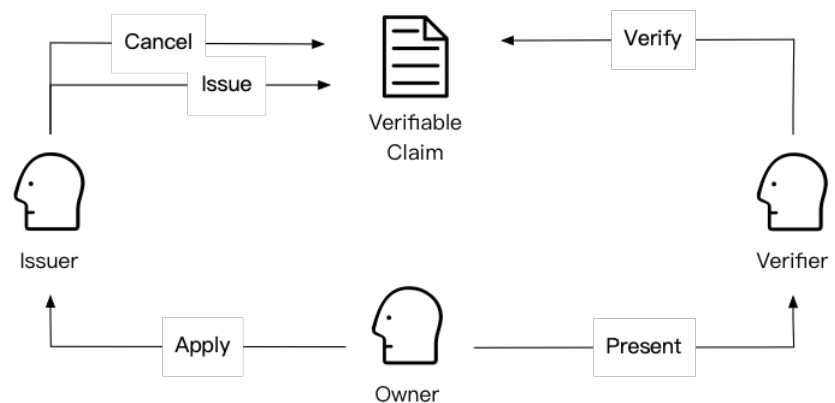 Cancel
Verify
Issue
Verifiable
Claim
Issuer
Verifier
Apply
Present
Owner